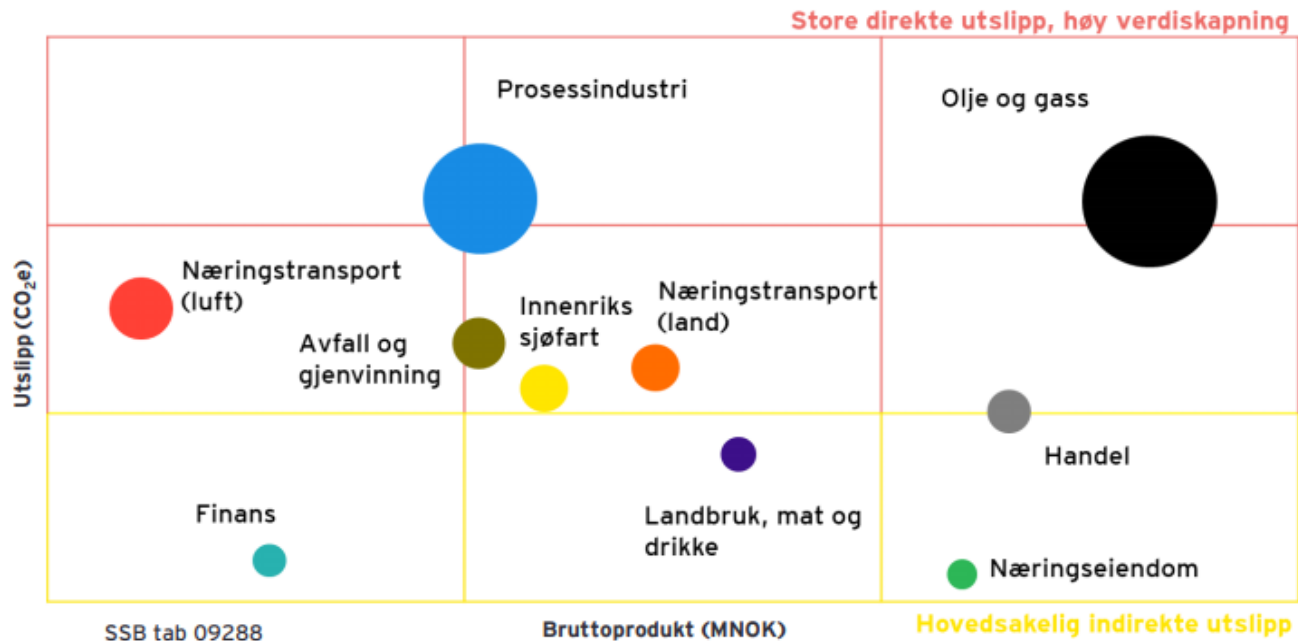 Store direkte utslipp, høy verdiskapning
Prosessindustri
Olje og gass
Næringstransport
(luft)
Innenriks
sjøfart
Næringstransport
(land)
Avfall og
gjenvinning
Utslipp (CO₂e)
Handel
Finans
Landbruk, mat og
drikke
Næringseiendom
SSB tab 09288
Bruttoprodukt (MNOK)
Hovedsakelig indirekte utslipp